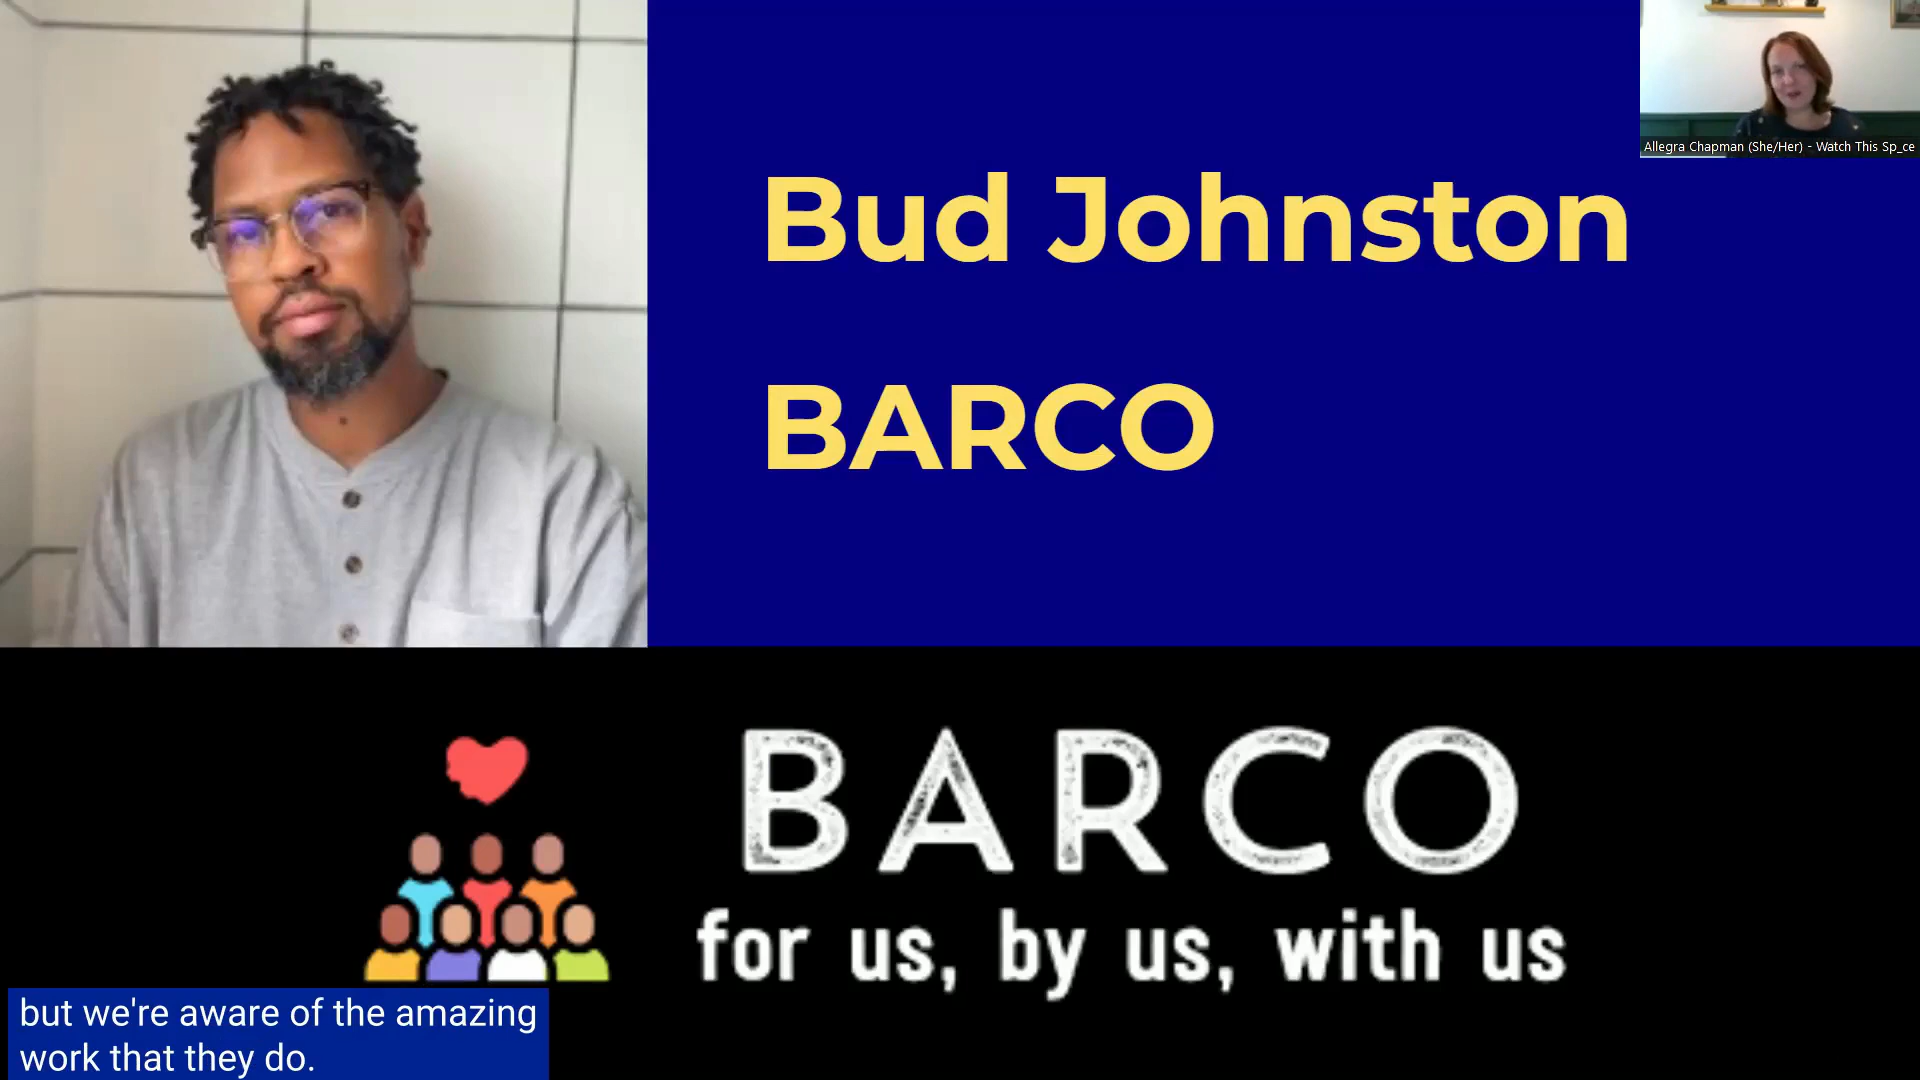 Bud Johnston
BARCO
Allegra Chapman (She/Her) - Watch This Sp_ce
BARCO
for us, by us, with us
but we're aware of the amazing
work that they do.